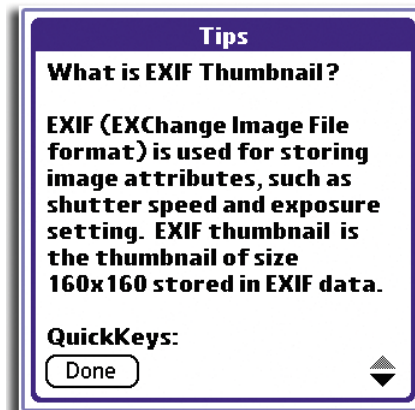 Tips
What is EXIF Thumbnail?
EXIF (EXChange Image File
format) is used for storing
image attributes, such as
shutter speed and exposure
setting. EXIF thumbnail is
the thumbnail of size
160x160 stored in EXIF data.
QuickKeys:
Done